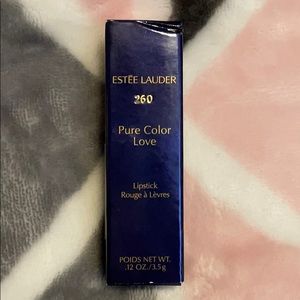 ESTĒE LAUDER
260
Pure Color
Love
Lipstick
Rouge à Lèvres
POIDS NET WT.
.12 OZ./3.5g